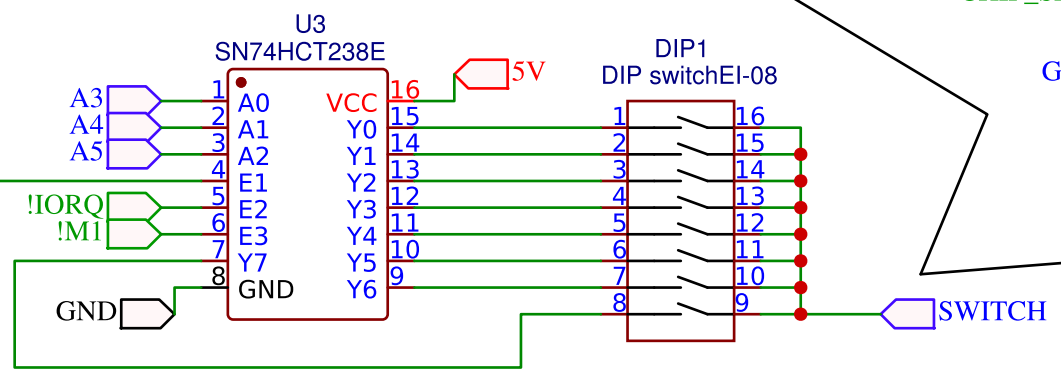 U3
SN74HCT238E
DIP1
DIP switchEI-08
5V
G
A3 1 A0 VCC 16
A4 2 A1 Y0 15 1 16
A5 3 A2 Y1 14 2 15
4 E1 Y2 13 3 14
!IORQ 5 E2 Y3 12 4 13
!M1 6 E3 Y4 11 5 12
7 Y7 Y5 10 6 11
8 GND Y6 9 7 10
GND 8 9 SWITCH